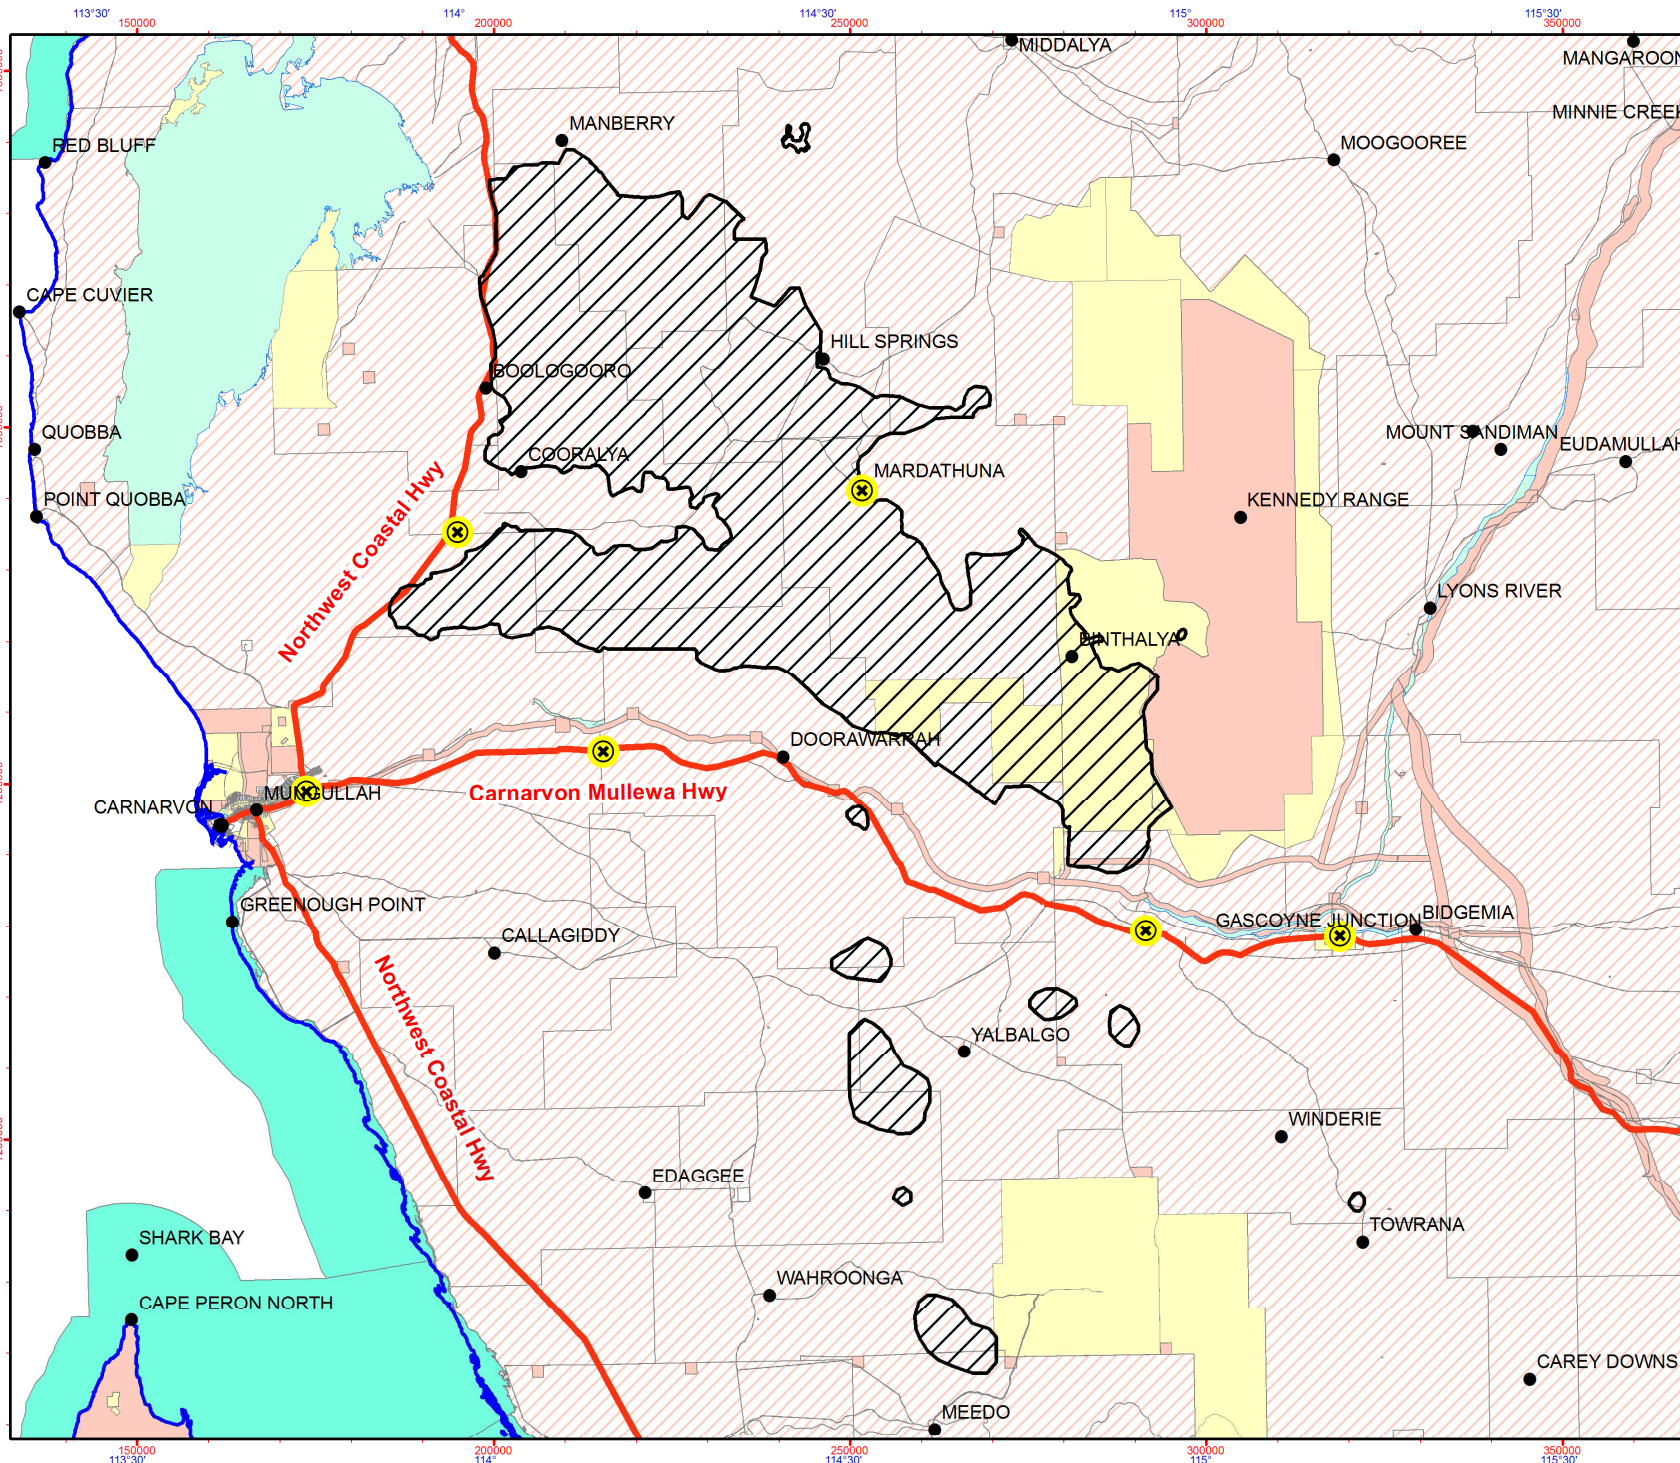 113°30'
114°
114°30'
115°
115°30'
150000
200000
250000
300000
350000
MIDDALYA
MANGAROON
MINNIE CREEK
MANBERRY
RED BLUFF
MOOGOOREE
CAPE CUVIER
HILL SPRINGS
BOOLOGOORO
QUOBBA
MOUNT SANDIMAN
EUDAMULLAH
COORALYA
MARDATHUNA
POINT QUOBBA
KENNEDY RANGE
Northwest Coastal Hwy
LYONS RIVER
BINTHALYA
DOORAWARRAH
Carnarvon Mullewa Hwy
MUNGULLAH
CARNARVON
GREENOUGH POINT
GASCOYNE JUNCTION
BIDGEMIA
CALLAGIDDY
Northwest Coastal Hwy
YALBALGO
WINDERIE
EDAGGEE
TOWRANA
SHARK BAY
WAHROONGA
CAPE PERON NORTH
CAREY DOWNS
MEEDO
150000
200000
250000
300000
350000
113°30'
114°
114°30'
115°
115°30'